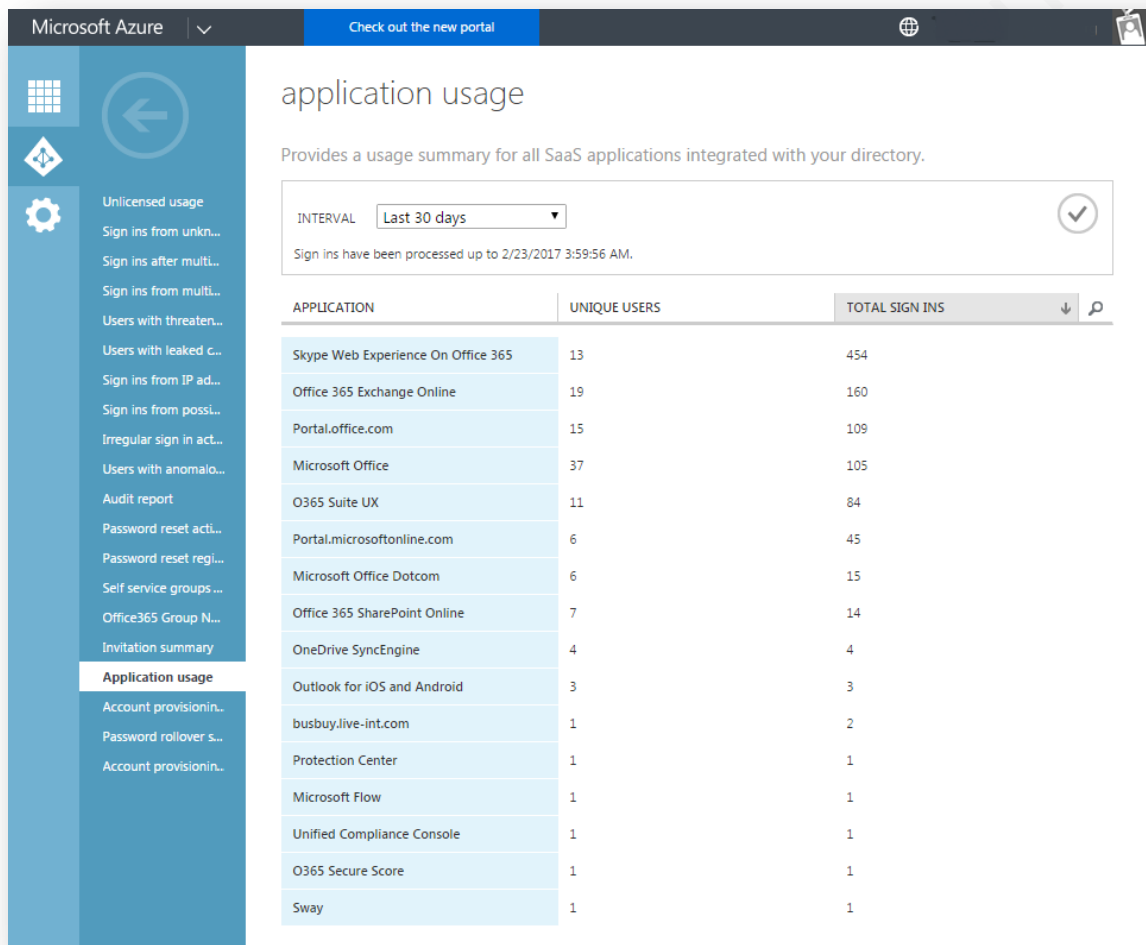 Microsoft Azure
Check out the new portal
Unlicensed usage
Sign ins from unkn...
Sign ins after multi...
Sign ins from multi...
Users with threaten...
Users with leaked c...
Sign ins from IP ad...
Sign ins from possi...
Irregular sign in act...
Users with anomalo...
Audit report
Password reset acti...
Password reset regi...
Self service groups ...
Office365 Group N...
Invitation summary
Application usage
Account provisionin...
Password rollover s...
Account provisionin...
application usage
Provides a usage summary for all SaaS applications integrated with your directory.
INTERVAL Last 30 days
Sign ins have been processed up to 2/23/2017 3:59:56 AM.
APPLICATION UNIQUE USERS TOTAL SIGN INS
Skype Web Experience On Office 365 13 454
Office 365 Exchange Online 19 160
Portal.office.com 15 109
Microsoft Office 37 105
O365 Suite UX 11 84
Portal.microsoftonline.com 6 45
Microsoft Office Dotcom 6 15
Office 365 SharePoint Online 7 14
OneDrive SyncEngine 4 4
Outlook for iOS and Android 3 3
busbuy.live-int.com 1 2
Protection Center 1 1
Microsoft Flow 1 1
Unified Compliance Console 1 1
O365 Secure Score 1 1
Sway 1 1